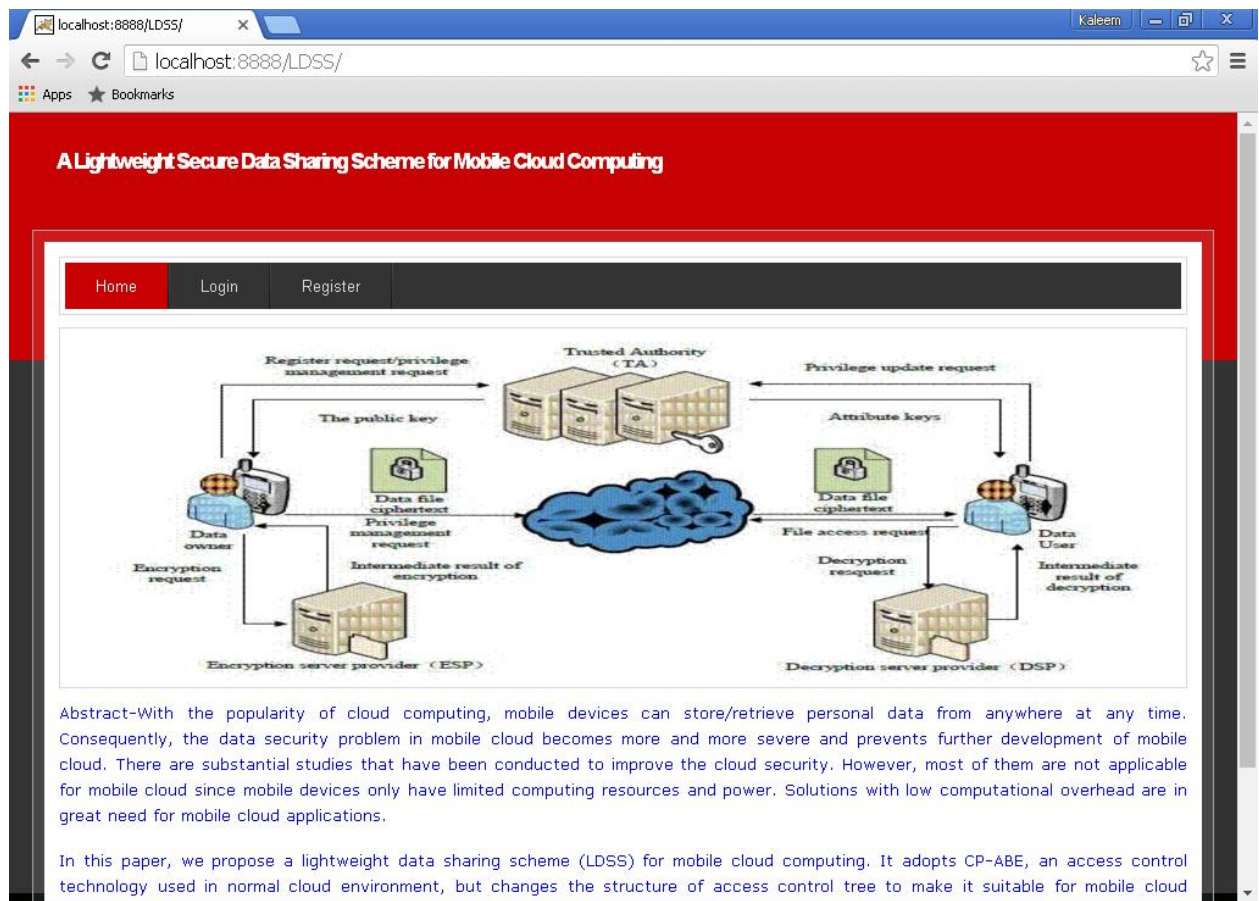 localhost:8888/LDSS/
Kaleem
localhost:8888/LDSS/
Apps
Bookmarks
A Lightweight Secure Data Sharing Scheme for Mobile Cloud Computing
Home
Login
Register
Trusted Authority
(TA)
Register request/privilege
management request
Privilege update request
The public key
Attribute keys
Data file
ciphertext
Data file
ciphertext
Data
owner
Privilege
management
request
File access request
Data
User
Encryption
request
Intermediate result of
encryption
Decryption
resquest
Intermediate
result of
decryption
Encryption server provider (ESP)
Decryption server provider (DSP)
Abstract-With the popularity of cloud computing, mobile devices can store/retrieve personal data from anywhere at any time.
Consequently, the data security problem in mobile cloud becomes more and more severe and prevents further development of mobile
cloud. There are substantial studies that have been conducted to improve the cloud security. However, most of them are not applicable
for mobile cloud since mobile devices only have limited computing resources and power. Solutions with low computational overhead are in
great need for mobile cloud applications.
In this paper, we propose a lightweight data sharing scheme (LDSS) for mobile cloud computing. It adopts CP-ABE, an access control
technology used in normal cloud environment, but changes the structure of access control tree to make it suitable for mobile cloud